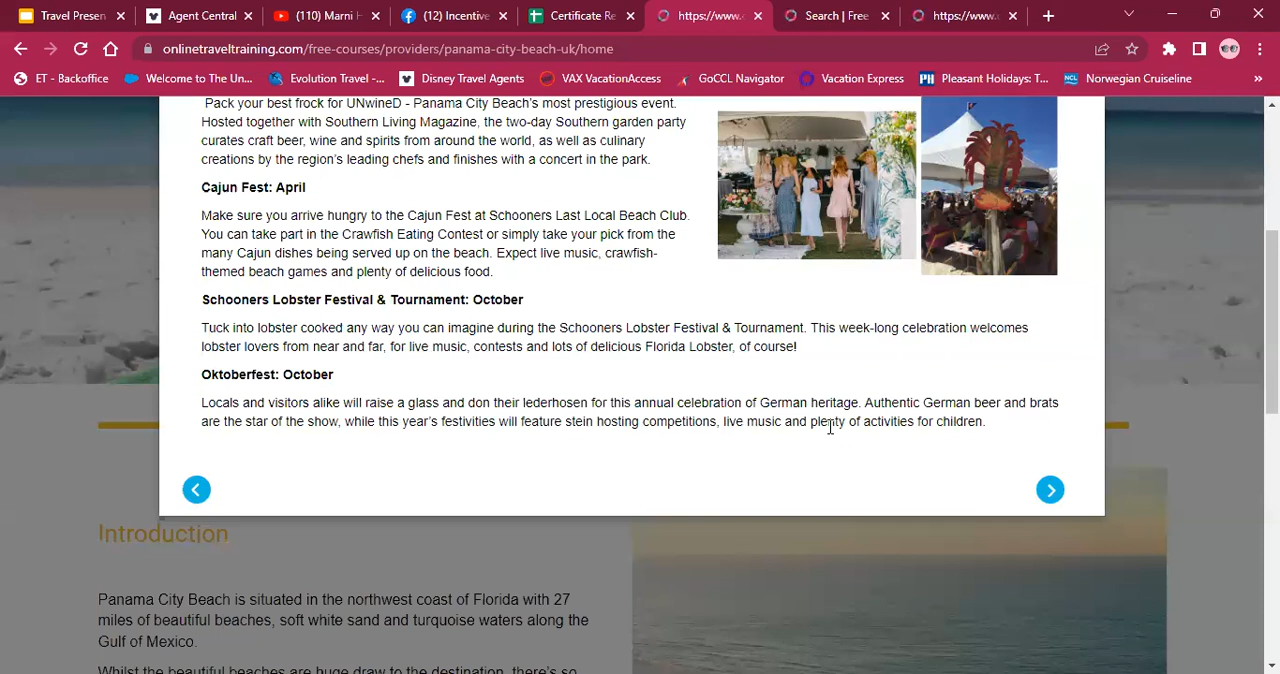 Travel Presen
Agent Central
(110) Marni H
(12) Incentive
Certificate Re
https://www.
Search | Free
https://www.
onlinetraveltraining.com/free-courses/providers/panama-city-beach-uk/home
ET - Backoffice
Welcome to The Un...
Evolution Travel -...
Disney Travel Agents
VAX VacationAccess
GoCCL Navigator
Vacation Express
Pleasant Holidays: T...
Norwegian Cruiseline
Pack your best frock for UNwineD - Panama City Beach's most prestigious event.
Hosted together with Southern Living Magazine, the two-day Southern garden party
curates craft beer, wine and spirits from around the world, as well as culinary
creations by the region's leading chefs and finishes with a concert in the park.
Cajun Fest: April
Make sure you arrive hungry to the Cajun Fest at Schooners Last Local Beach Club.
You can take part in the Crawfish Eating Contest or simply take your pick from the
many Cajun dishes being served up on the beach. Expect live music, crawfish-
themed beach games and plenty of delicious food.
Schooners Lobster Festival & Tournament: October
Tuck into lobster cooked any way you can imagine during the Schooners Lobster Festival & Tournament. This week-long celebration welcomes
lobster lovers from near and far, for live music, contests and lots of delicious Florida Lobster, of course!
Oktoberfest: October
Locals and visitors alike will raise a glass and don their lederhosen for this annual celebration of German heritage. Authentic German beer and brats
are the star of the show, while this year's festivities will feature stein hosting competitions, live music and plenty of activities for children.
Introduction
Panama City Beach is situated in the northwest coast of Florida with 27
miles of beautiful beaches, soft white sand and turquoise waters along the
Gulf of Mexico.
Whilst the beautiful beaches are huge draw to the destination, there's so